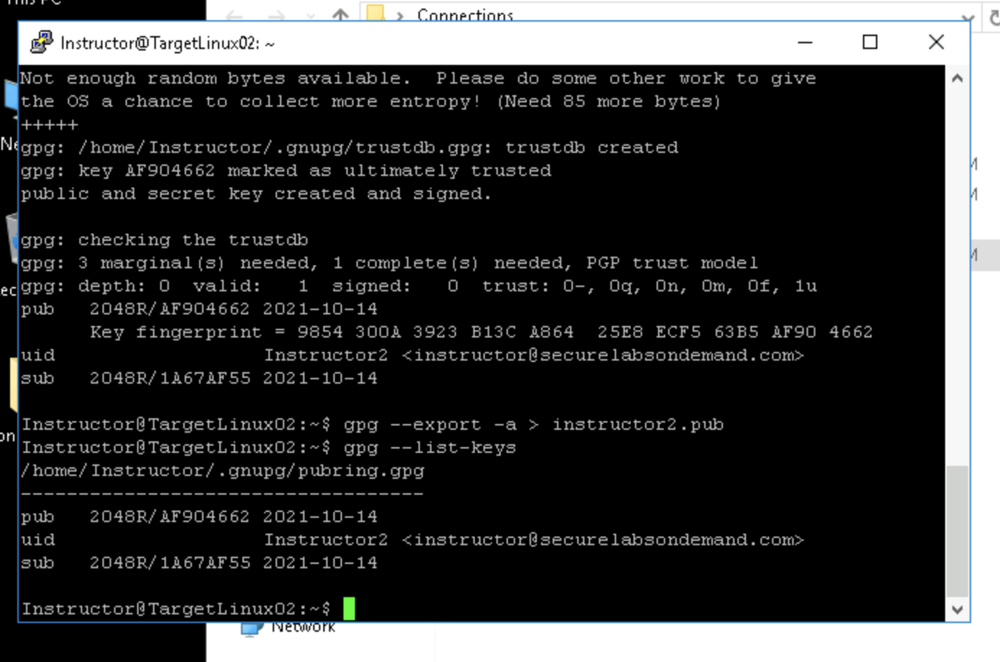 This PC
Connections
Instructor@TargetLinux02: ~
Not enough random bytes available.  Please do some other work to give
the OS a chance to collect more entropy! (Need 85 more bytes)
+++++
gpg: /home/Instructor/.gnupg/trustdb.gpg: trustdb created
gpg: key AF904662 marked as ultimately trusted
public and secret key created and signed.
gpg: checking the trustdb
gpg: 3 marginal(s) needed, 1 complete(s) needed, PGP trust model
gpg: depth: 0  valid:   1  signed:   0  trust: 0-, 0q, 0n, 0m, 0f, 1u
pub   2048R/AF904662 2021-10-14
      Key fingerprint = 9854 300A 3923 B13C A864  25E8 ECF5 63B5 AF90 4662
uid                  Instructor2 <instructor@securelabsondemand.com>
sub   2048R/1A67AF55 2021-10-14
Instructor@TargetLinux02:~$ gpg --export -a > instructor2.pub
Instructor@TargetLinux02:~$ gpg --list-keys
/home/Instructor/.gnupg/pubring.gpg
-----------------------------------
pub   2048R/AF904662 2021-10-14
uid                  Instructor2 <instructor@securelabsondemand.com>
sub   2048R/1A67AF55 2021-10-14
Instructor@TargetLinux02:~$
Network